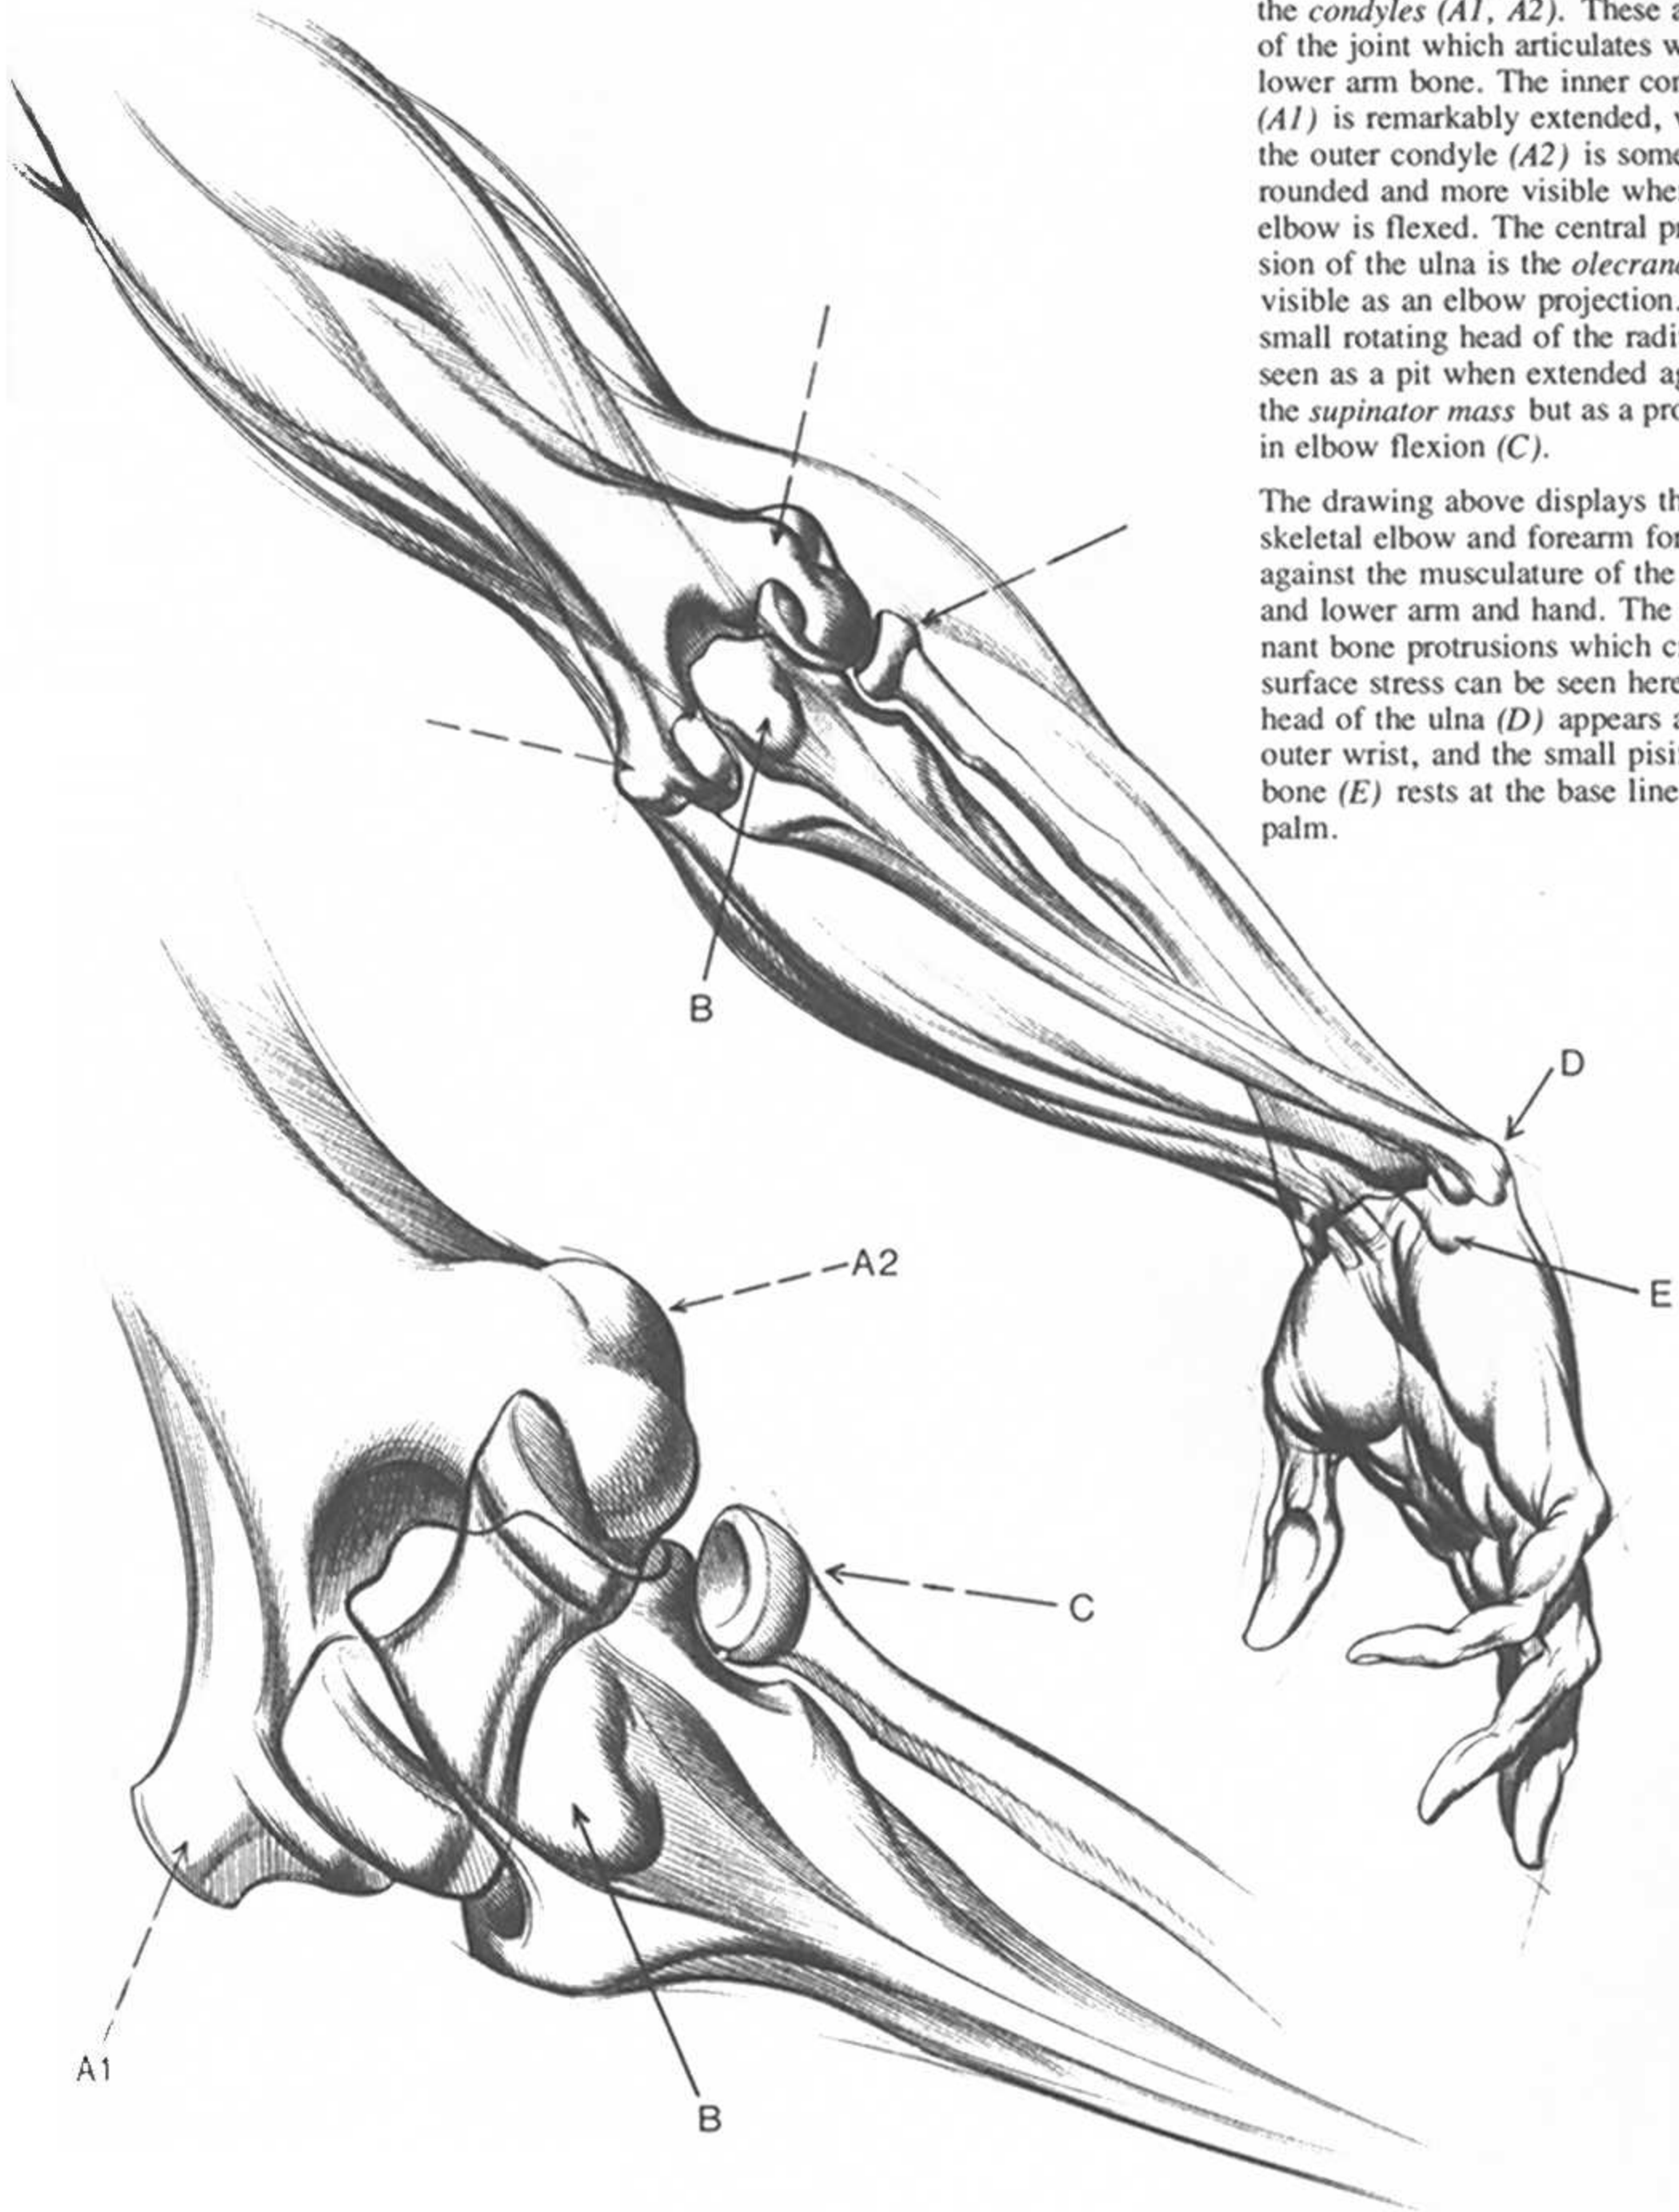 the condyles (A1, A2). These a
of the joint which articulates w
lower arm bone. The inner con
(A1) is remarkably extended, w
the outer condyle (A2) is some
rounded and more visible whe
elbow is flexed. The central pr
sion of the ulna is the olecran
visible as an elbow projection.
small rotating head of the radi
seen as a pit when extended ag
the supinator mass but as a pro
in elbow flexion (C).
The drawing above displays th
skeletal elbow and forearm for
against the musculature of the
and lower arm and hand. The
nant bone protrusions which c
surface stress can be seen here
head of the ulna (D) appears a
outer wrist, and the small pisi
bone (E) rests at the base line
palm.
B
D
E
A2
C
A1
B